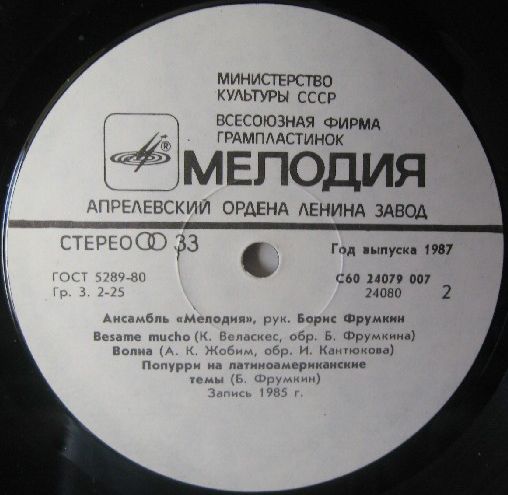 МИНИСТЕРСТВО
КУЛЬТУРЫ СССР
ВСЕСОЮЗНАЯ ФИРМА
ГРАМПЛАСТИНОК
® МЕЛОДИЯ
АПРЕЛЕВСКИЙ ОРДЕНА ЛЕНИНА ЗАВОД
СТЕРЕО 33
Год выпуска 1987
ГОСТ 5289-80
С60 24079 007
Гр. 3. 2-25
24080 2
Ансамбль «Мелодия», рук. Борис Фрумкин
Besame mucho (К. Веласкес, обр. Б. Фрумкина)
Волна (А. К. Жобим, обр. И. Кантюкова)
Попурри на латиноамериканские
темы (Б. Фрумкин)
Запись 1985 г.